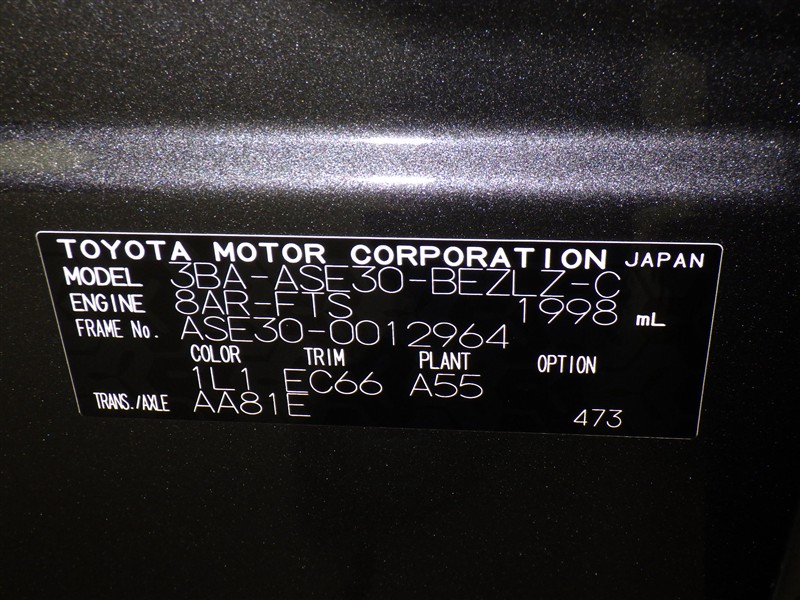 TOYOTA MOTOR CORPORATION JAPAN
MODEL 3BA-ASE30-BEZLZ-C
ENGINE 8AR-FTS 1998 mL
FRAME No. ASE30-0012964
COLOR TRIM PLANT OPTION
1L1 EC66 A55
TRANS./AXLE AA81E 473